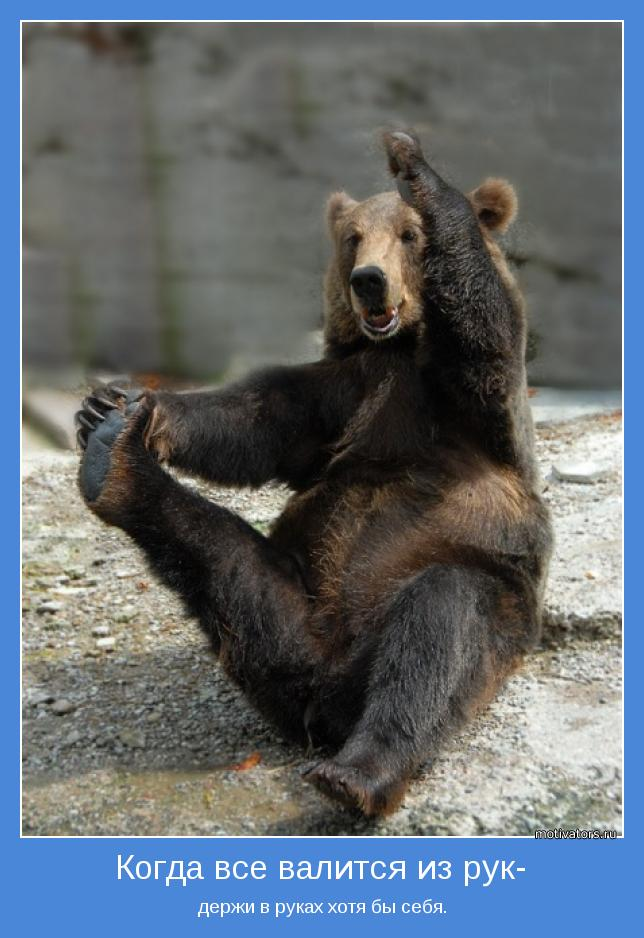 motivators.ru
Когда все валится из рук-
держи в руках хотя бы себя.